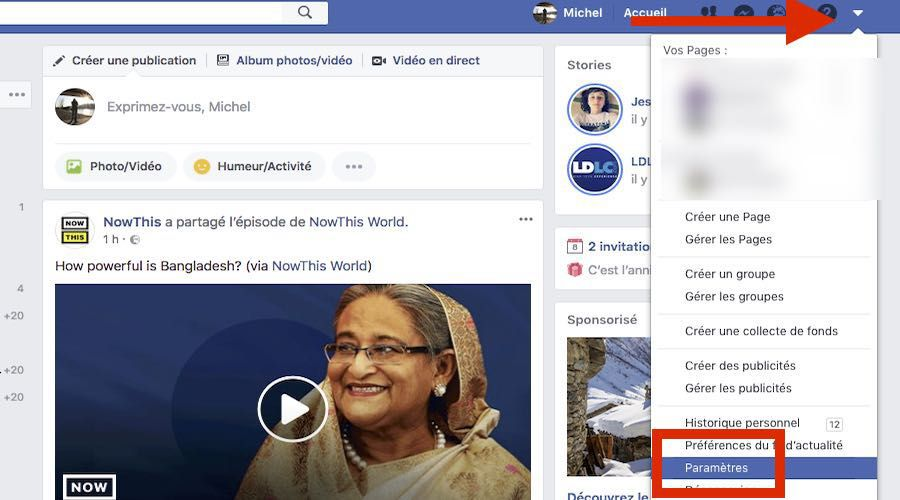 Michel Accueil
Créer une publication Album photos/vidéo Vidéo en direct
Exprimez-vous, Michel
Photo/Vidéo Humeur/Activité
NOW
THIS
NowThis a partagé l'épisode de NowThis World.
1 h
How powerful is Bangladesh? (via NowThis World)
NOW
1
4
+20
+20
+20
Stories
Jes
il y
LDLC
LDL
il y
8
2 invitatio
C'est l'anni
Sponsorisé
Découvrez le
Vos Pages :
Créer une Page
Gérer les Pages
Créer un groupe
Gérer les groupes
Créer une collecte de fonds
Créer des publicités
Gérer les publicités
Historique personnel 12
Préférences du f d'actualité
Paramètres